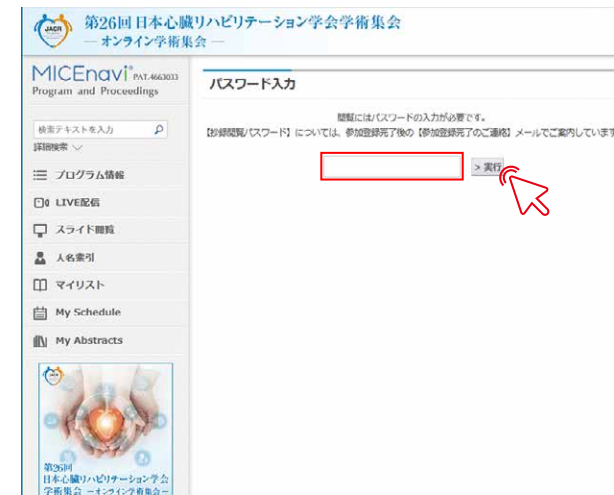 JACR
第26回 日本心臓リハビリテーション学会学術集会
― オンライン学術集会 ―
MICEnavi® PAT.4663033
Program and Proceedings
検索テキストを入力
詳細検索
プログラム情報
LIVE配信
スライド閲覧
人名索引
マイリスト
My Schedule
My Abstracts
パスワード入力
閲覧にはパスワードの入力が必要です。
【抄録閲覧パスワード】については、参加登録完了後の【参加登録完了のご連絡】メールでご案内しています
> 実行
JACR
第26回
日本心臓リハビリテーション学会
学術集会 ―オンライン学術集会―